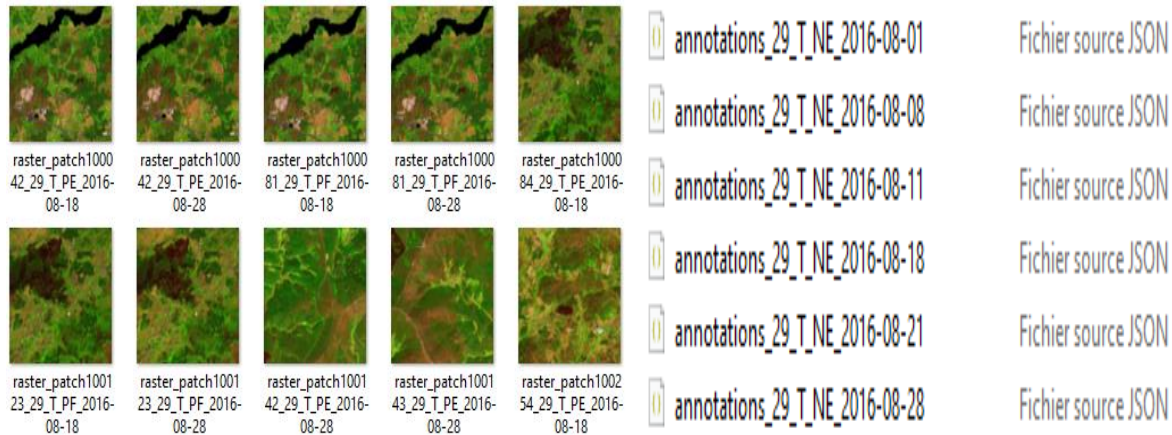 raster_patch1000
42_29_T_PE_2016-
08-18
raster_patch1000
42_29_T_PE_2016-
08-28
raster_patch1000
81_29_T_PF_2016-
08-18
raster_patch1000
81_29_T_PF_2016-
08-28
raster_patch1000
84_29_T_PE_2016-
08-18
raster_patch1001
23_29_T_PF_2016-
08-18
raster_patch1001
23_29_T_PF_2016-
08-28
raster_patch1001
42_29_T_PE_2016-
08-28
raster_patch1001
43_29_T_PE_2016-
08-28
raster_patch1002
54_29_T_PE_2016-
08-18
annotations_29_T_NE_2016-08-01 Fichier source JSON
annotations_29_T_NE_2016-08-08 Fichier source JSON
annotations_29_T_NE_2016-08-11 Fichier source JSON
annotations_29_T_NE_2016-08-18 Fichier source JSON
annotations_29_T_NE_2016-08-21 Fichier source JSON
annotations_29_T_NE_2016-08-28 Fichier source JSON